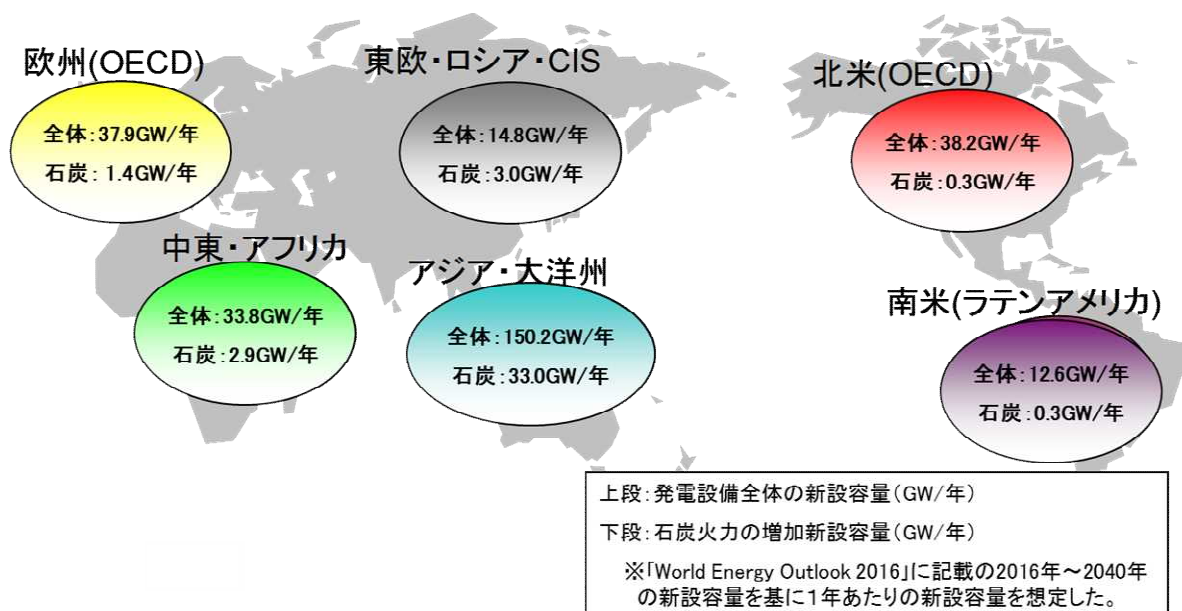 欧州(OECD)
全体：37.9GW/年
石炭：1.4GW/年
東欧・ロシア・CIS
全体：14.8GW/年
石炭：3.0GW/年
北米(OECD)
全体：38.2GW/年
石炭：0.3GW/年
中東・アフリカ
全体：33.8GW/年
石炭：2.9GW/年
アジア・大洋州
全体：150.2GW/年
石炭：33.0GW/年
南米(ラテンアメリカ)
全体：12.6GW/年
石炭：0.3GW/年
上段：発電設備全体の新設容量(GW/年)
下段：石炭火力の増加新設容量(GW/年)
※「World Energy Outlook 2016」に記載の2016年～2040年
の新設容量を基に１年あたりの新設容量を想定した。